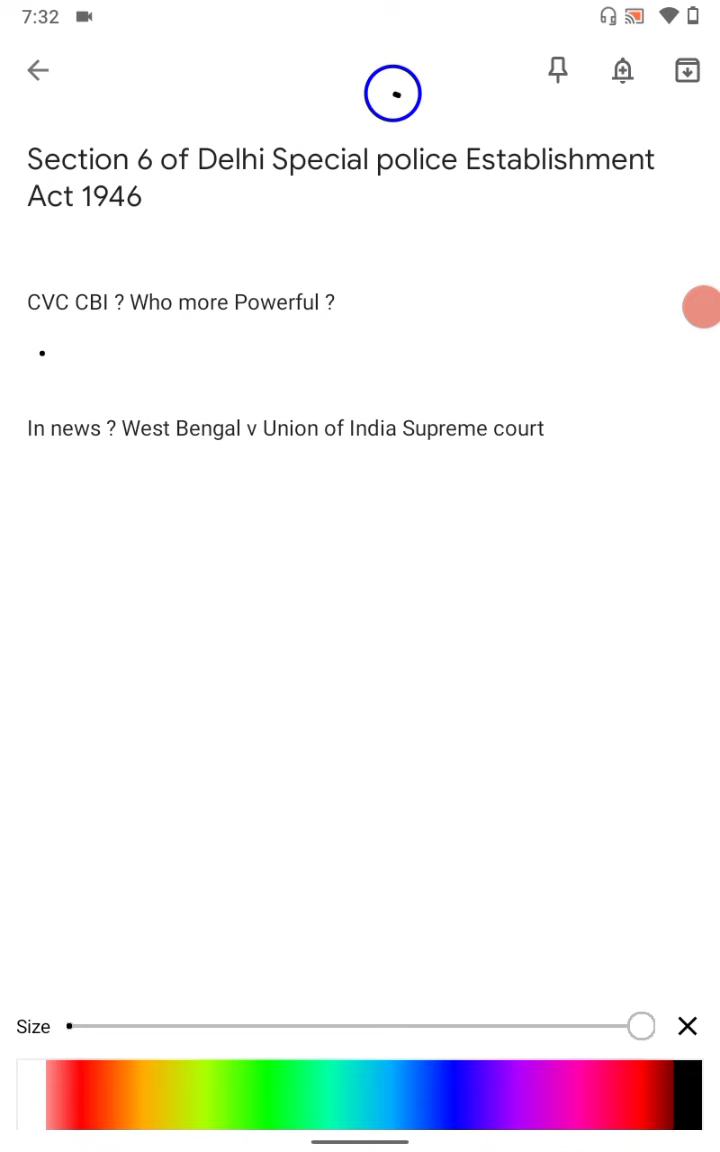 7:32
Section 6 of Delhi Special police Establishment
Act 1946
CVC CBI ? Who more Powerful ?
In news ? West Bengal v Union of India Supreme court
Size